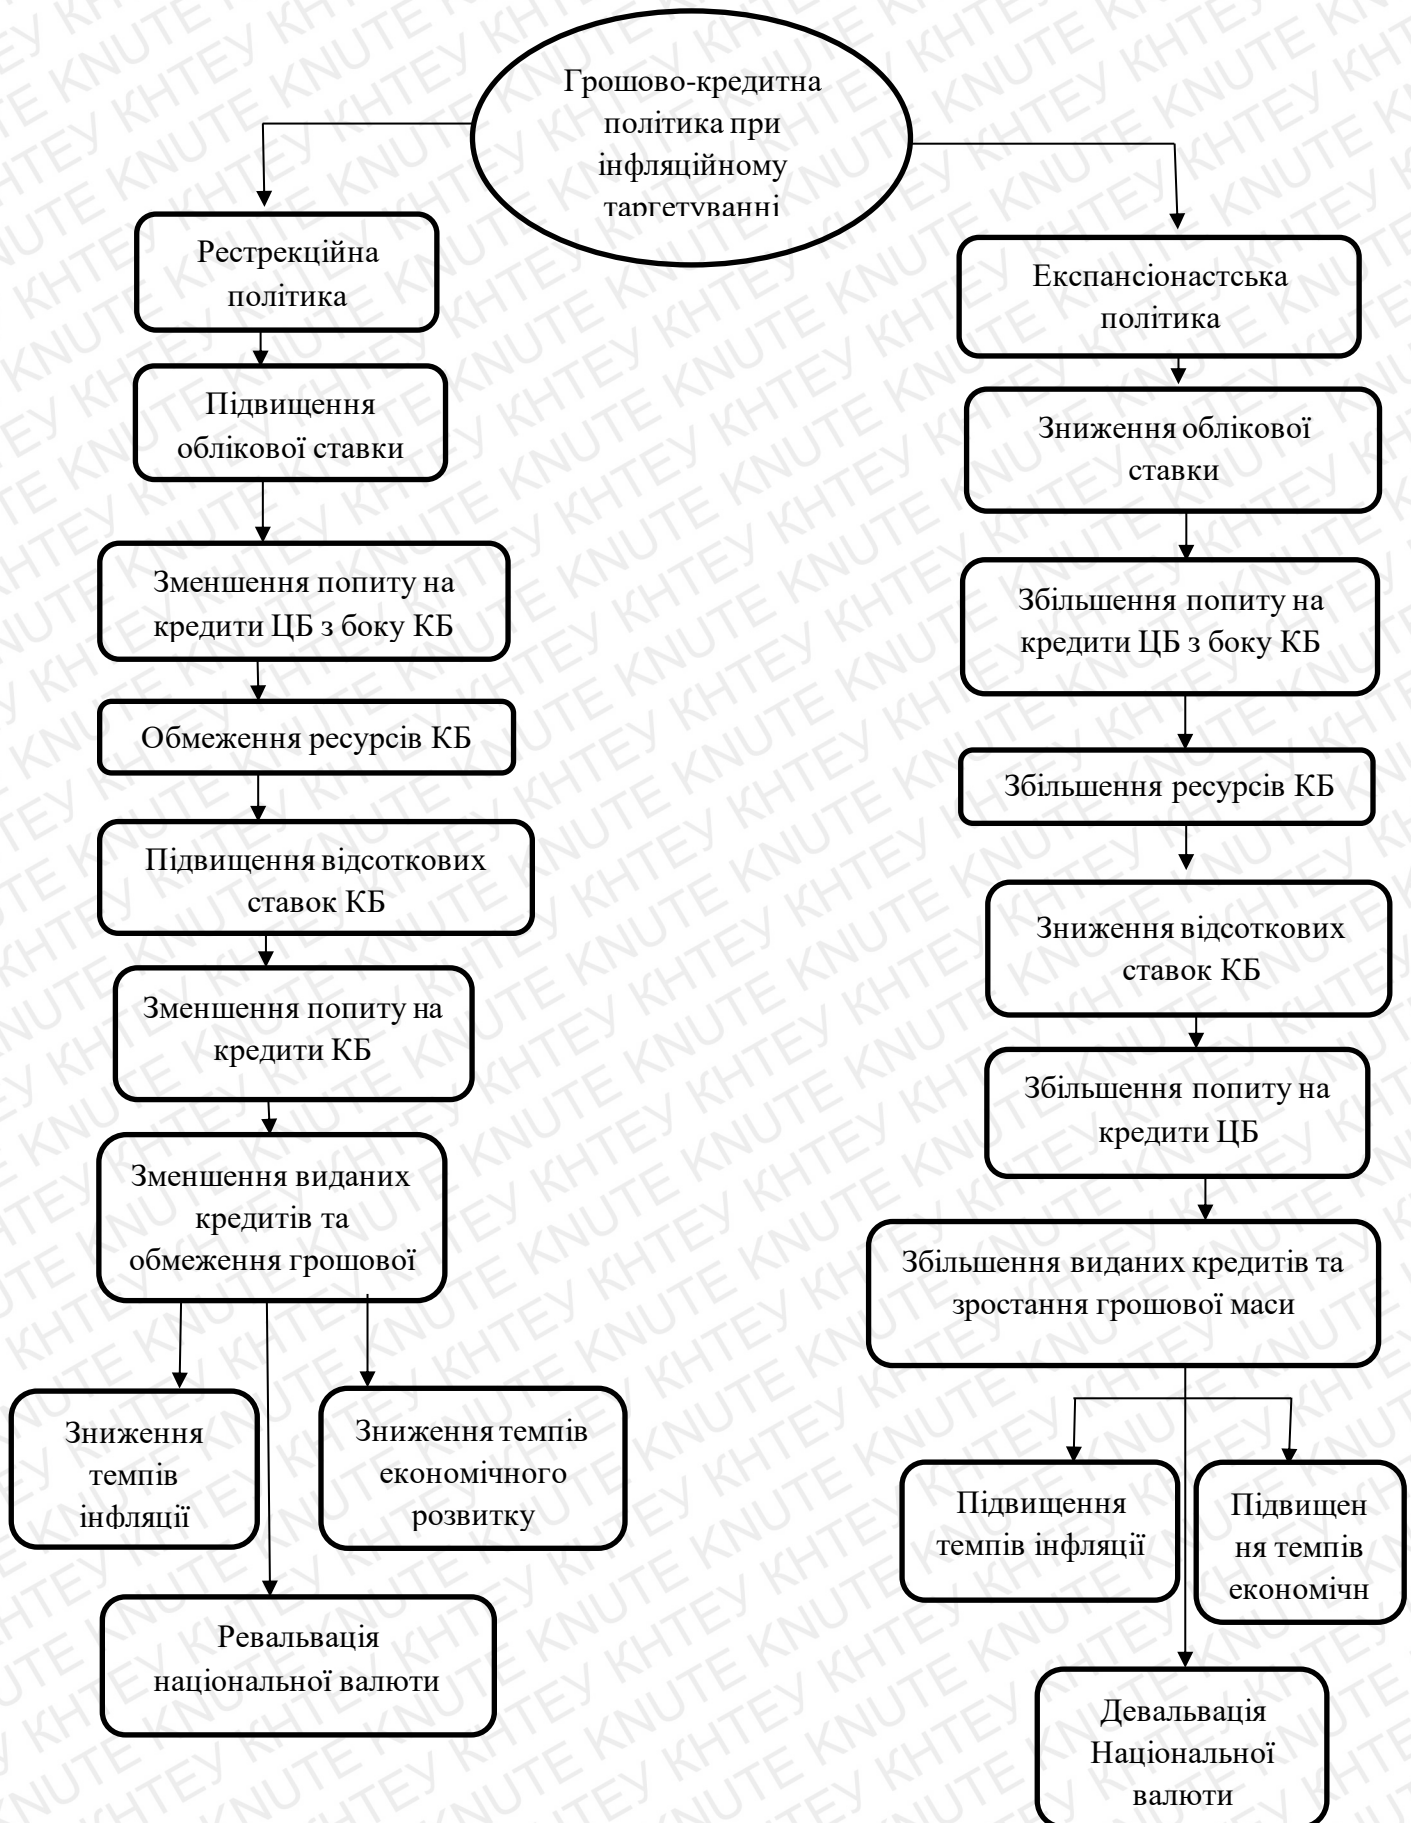 Грошово-кредитна
політика при
інфляційному
таргетуванні
Рестрекційна
політика
Підвищення
облікової ставки
Зменшення попиту на
кредити ЦБ з боку КБ
Обмеження ресурсів КБ
Підвищення відсоткових
ставок КБ
Зменшення попиту на
кредити КБ
Зменшення виданих
кредитів та
обмеження грошової
Зниження
темпів
інфляції
Зниження темпів
економічного
розвитку
Ревальвація
національної валюти
Експансіонастська
політика
Зниження облікової
ставки
Збільшення попиту на
кредити ЦБ з боку КБ
Збільшення ресурсів КБ
Зниження відсоткових
ставок КБ
Збільшення попиту на
кредити ЦБ
Збільшення виданих кредитів та
зростання грошової маси
Підвищення
темпів інфляції
Підвищен
ня темпів
економічн
Девальвація
Національної
валюти